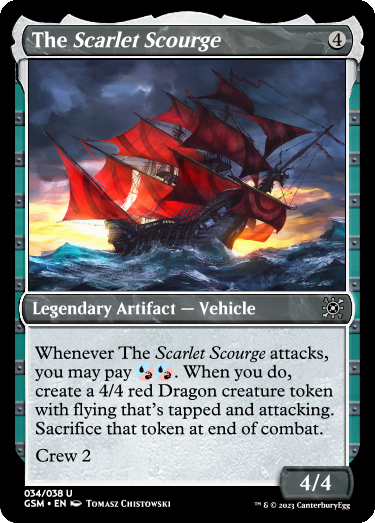 The Scarlet Scourge 4
Legendary Artifact — Vehicle
Whenever The Scarlet Scourge attacks,
you may pay . When you do,
create a 4/4 red Dragon creature token
with flying that's tapped and attacking.
Sacrifice that token at end of combat.
Crew 2
4/4
034/038 U
GSM • EN Tomasz Chistowski
™ & © 2023 CanterburyEgg